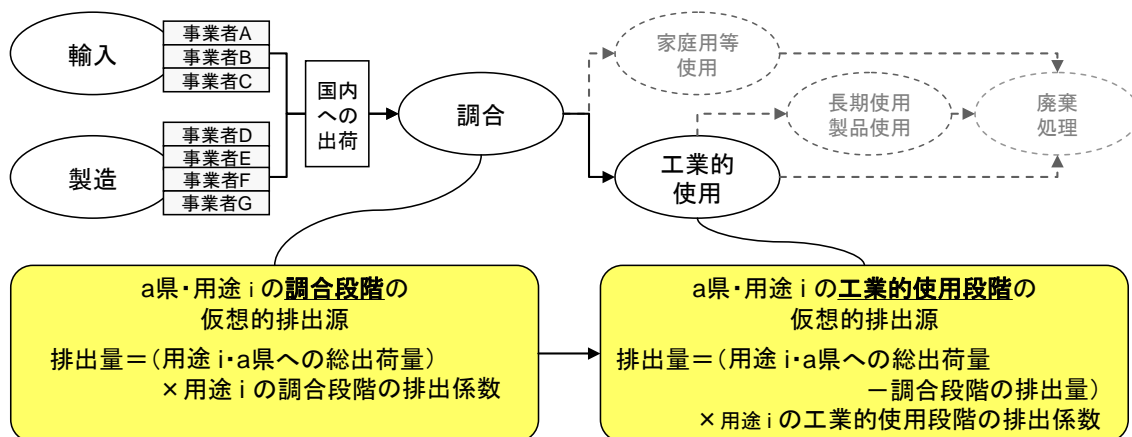 輸入
事業者A
事業者B
事業者C
製造
事業者D
事業者E
事業者F
事業者G
国内
への
出荷
調合
家庭用等
使用
工業的
使用
長期使用
製品使用
廃棄
処理
a県・用途 i の調合段階の
仮想的排出源
排出量＝(用途 i・a県への総出荷量)
×用途 i の調合段階の排出係数
a県・用途 i の工業的使用段階の
仮想的排出源
排出量＝(用途 i・a県への総出荷量
－調合段階の排出量)
×用途 i の工業的使用段階の排出係数